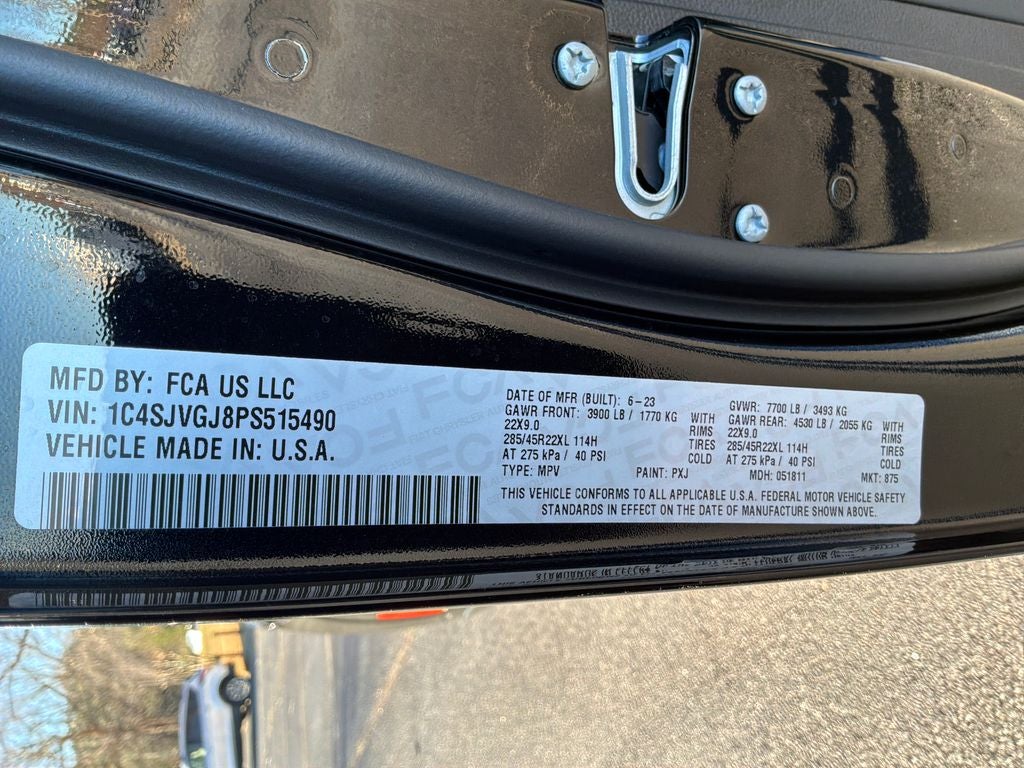 MFD BY: FCA US LLC
VIN: 1C4SJVGJ8PS515490
VEHICLE MADE IN: U.S.A.
DATE OF MFR (BUILT): 6-23
GAWR FRONT: 3900 LB / 1770 KG WITH
22X9.0 RIMS
285/45R22XL 114H TIRES
AT 275 kPa / 40 PSI COLD
TYPE: MPV PAINT: PXJ
GVWR: 7700 LB / 3493 KG
GAWR REAR: 4530 LB / 2055 KG WITH
22X9.0 RIMS
285/45R22XL 114H TIRES
AT 275 kPa / 40 PSI COLD
MDH: 051811 MKT: 875
THIS VEHICLE CONFORMS TO ALL APPLICABLE U.S.A. FEDERAL MOTOR VEHICLE SAFETY
STANDARDS IN EFFECT ON THE DATE OF MANUFACTURE SHOWN ABOVE.